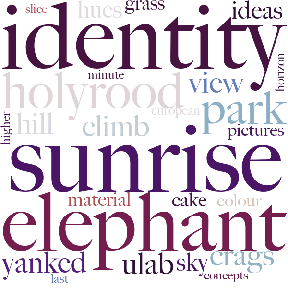 slice hues grass ideas
identity
minute
holyrood view
european park
horizon
higher hill climb pictures
sunrise
material cake colour
elephant
yanked ulab sky crags
last concepts